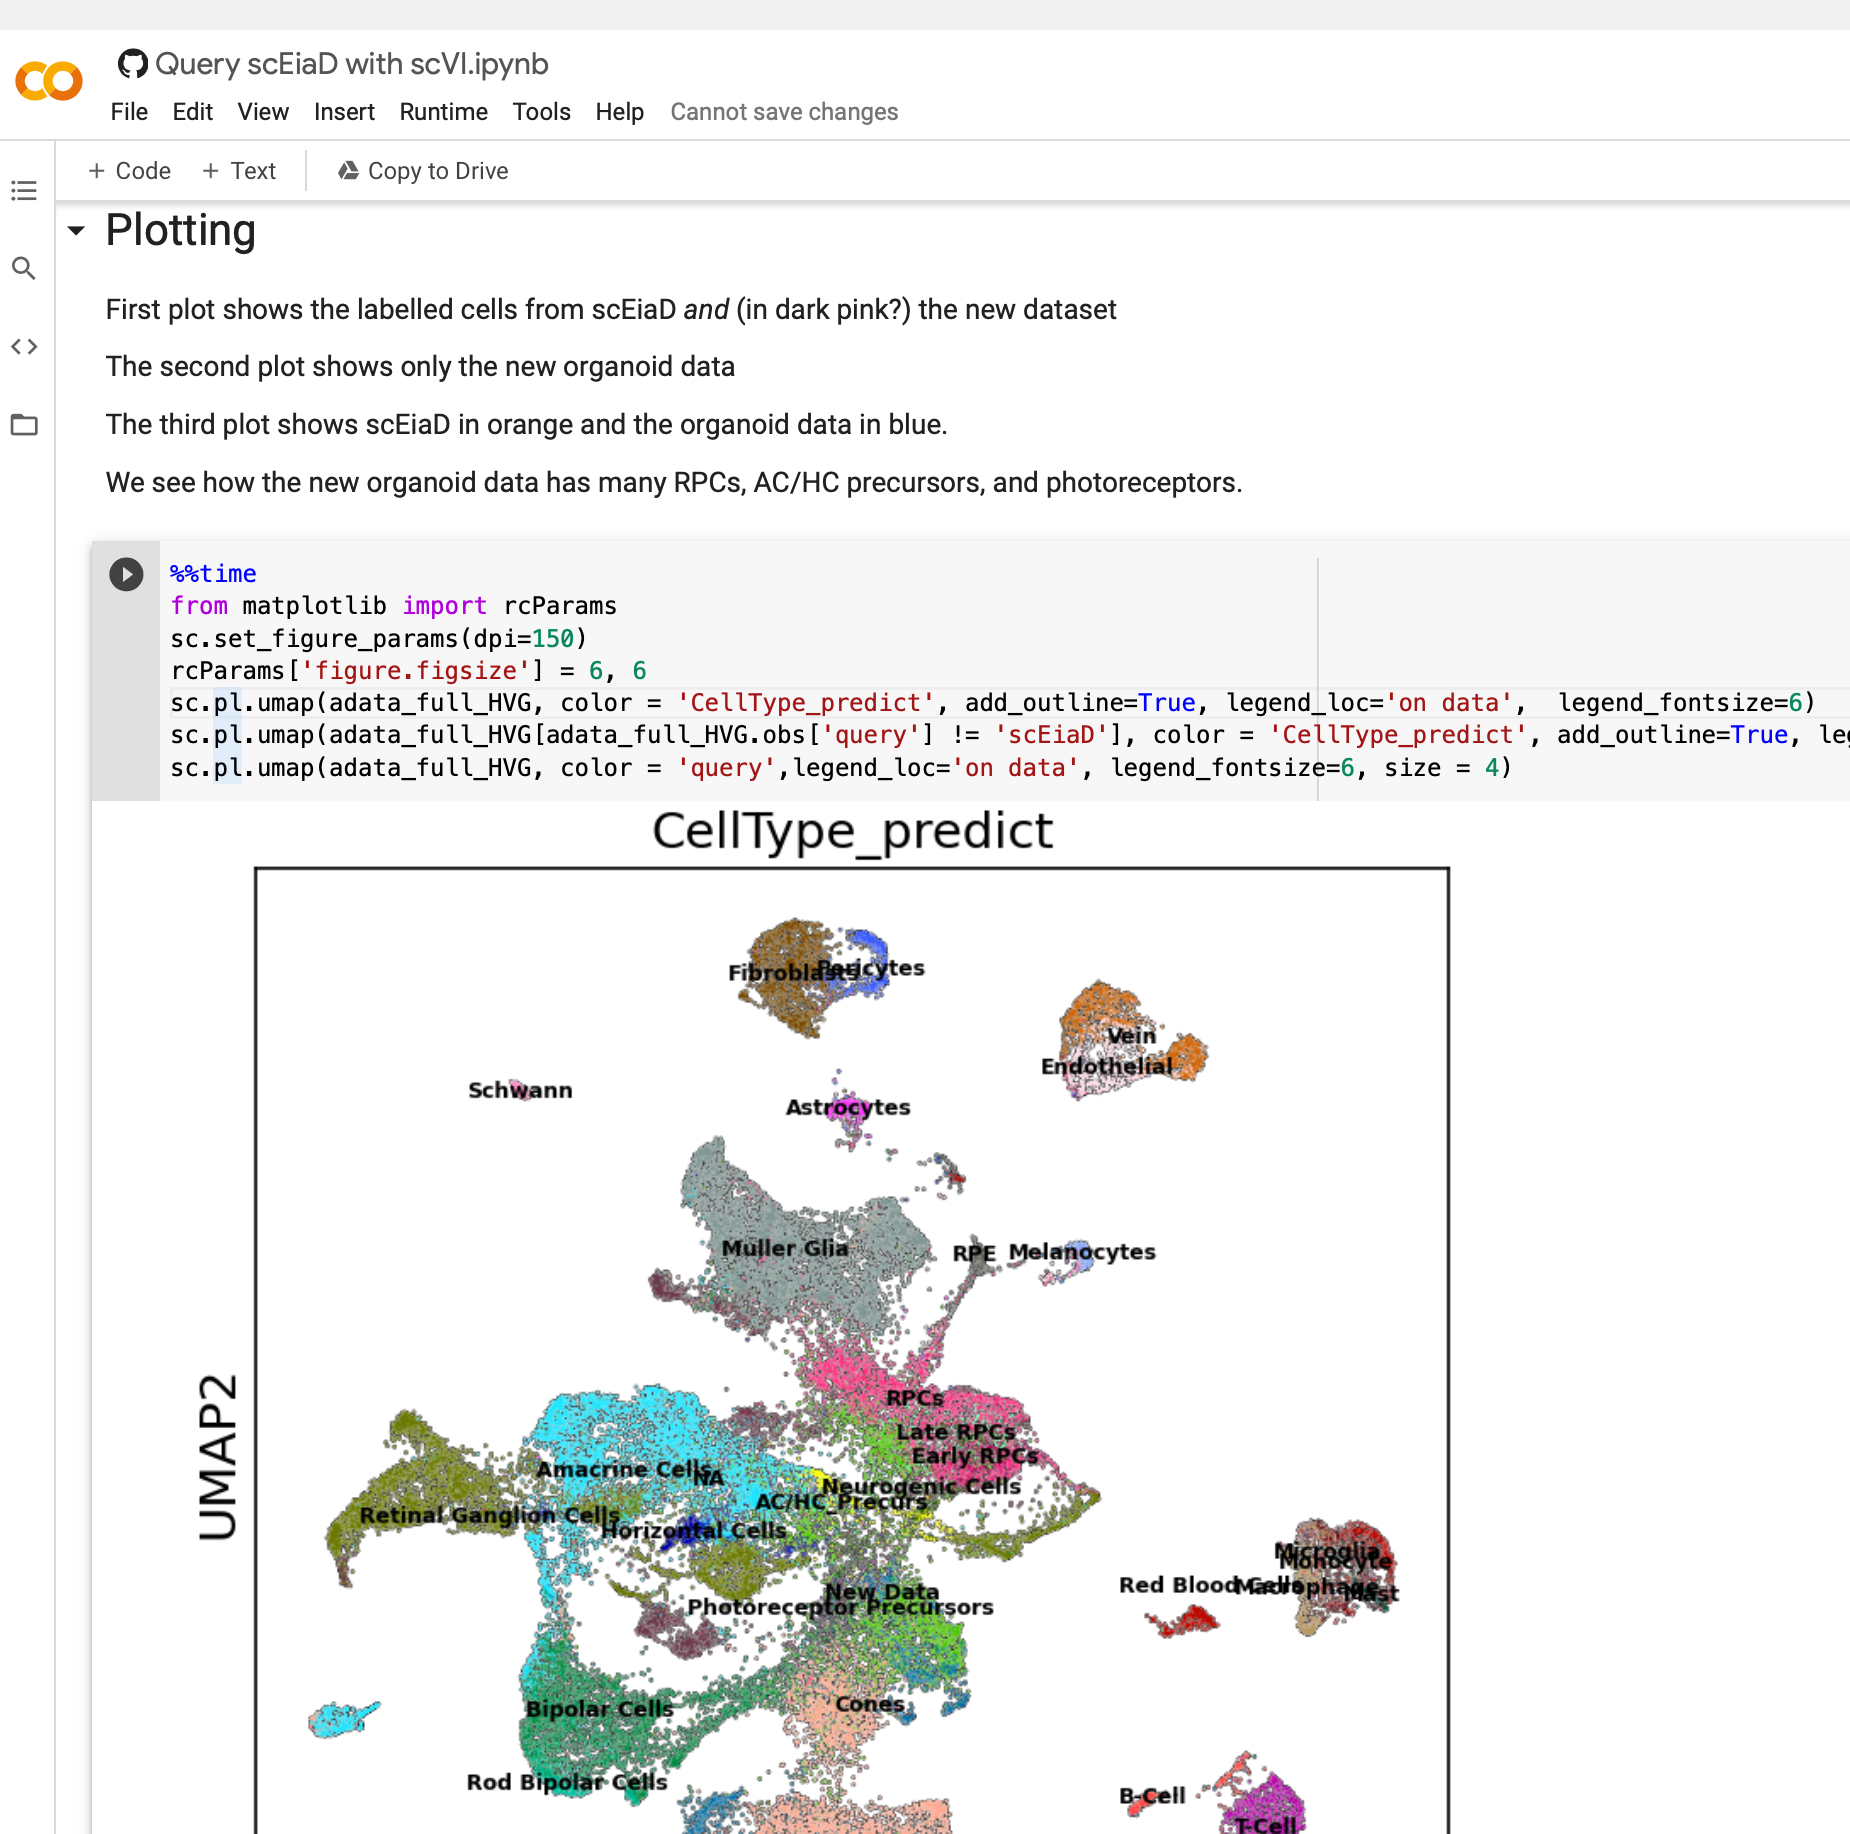 Query scEiaD with scVI.ipynb
File Edit View Insert Runtime Tools Help Cannot save changes
+ Code + Text Copy to Drive
Plotting
First plot shows the labelled cells from scEiaD and (in dark pink?) the new dataset
The second plot shows only the new organoid data
The third plot shows scEiaD in orange and the organoid data in blue.
We see how the new organoid data has many RPCs, AC/HC precursors, and photoreceptors.
%%time
from matplotlib import rcParams
sc.set_figure_params(dpi=150)
rcParams['figure.figsize'] = 6, 6
sc.pl.umap(adata_full_HVG, color = 'CellType_predict', add_outline=True, legend_loc='on data',  legend_fontsize=6)
sc.pl.umap(adata_full_HVG[adata_full_HVG.obs['query'] != 'scEiaD'], color = 'CellType_predict', add_outline=True, leg
sc.pl.umap(adata_full_HVG, color = 'query',legend_loc='on data', legend_fontsize=6, size = 4)
CellType_predict
Fibroblasts Pericytes
Vein
Endothelial
Schwann
Astrocytes
Muller Glia
RPE Melanocytes
UMAP2
RPCs
Late RPCs
Early RPCs
Amacrine Cells
NA
Neurogenic Cells
AC/HC_Precurs
Retinal Ganglion Cells
Horizontal Cells
Microglia
Monocyte
Red Blood Cells
Macrophage
Mast
New Data
Photoreceptor Precursors
Bipolar Cells
Cones
Rod Bipolar Cells
B-Cell
T-Cell